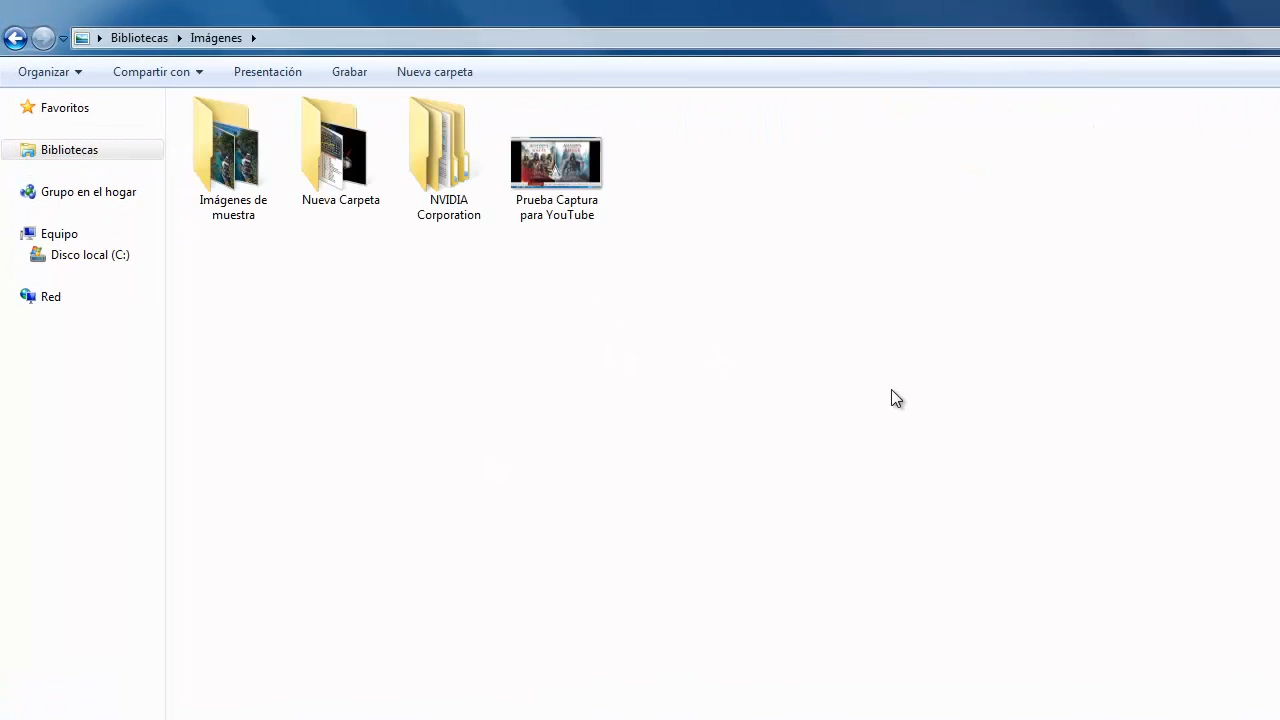 Bibliotecas Imágenes
Organizar Compartir con Presentación Grabar Nueva carpeta
Favoritos
Bibliotecas
Grupo en el hogar
Equipo
Disco local (C:)
Red
Imágenes de
muestra
Nueva Carpeta
NVIDIA
Corporation
Prueba Captura
para YouTube